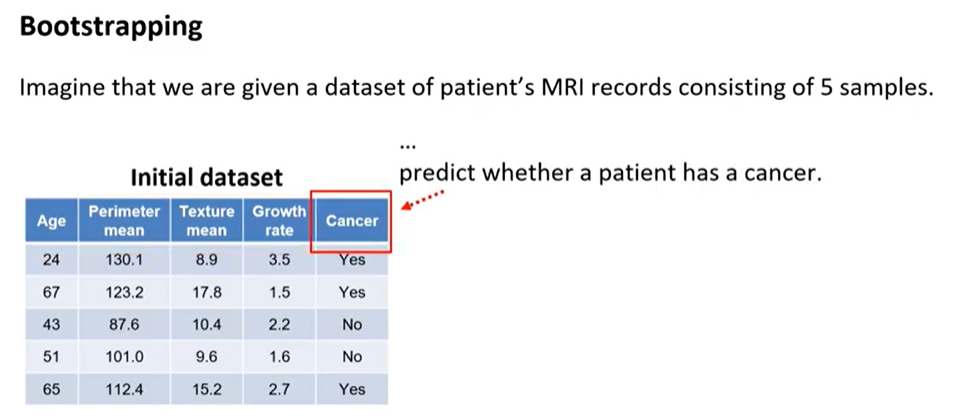 Bootstrapping
Imagine that we are given a dataset of patient's MRI records consisting of 5 samples.
...
predict whether a patient has a cancer.
Initial dataset
Age Perimeter mean Texture mean Growth rate Cancer
24 130.1 8.9 3.5 Yes
67 123.2 17.8 1.5 Yes
43 87.6 10.4 2.2 No
51 101.0 9.6 1.6 No
65 112.4 15.2 2.7 Yes